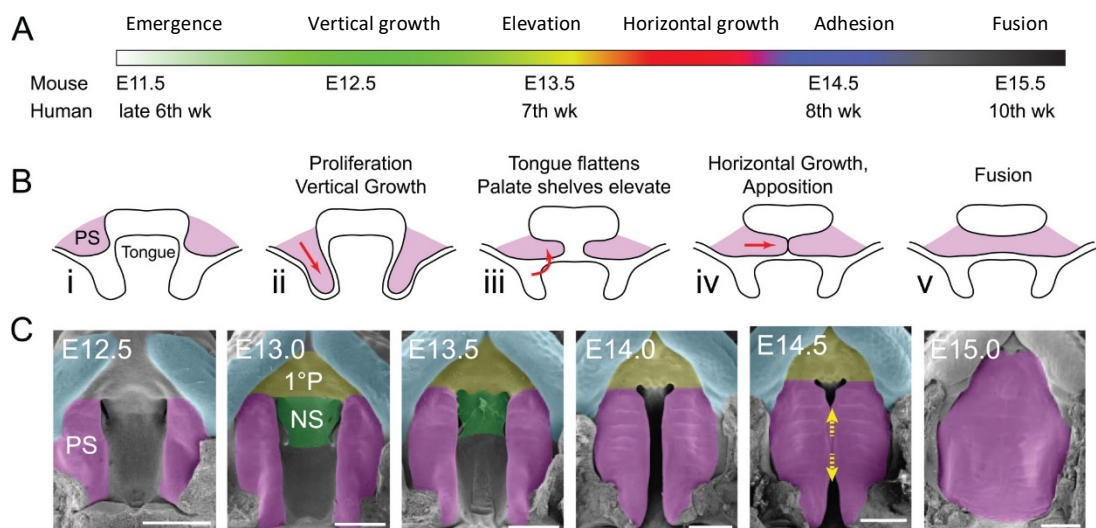 A
Emergence Vertical growth Elevation Horizontal growth Adhesion Fusion
Mouse E11.5 E12.5 E13.5 E14.5 E15.5
Human late 6th wk 7th wk 8th wk 10th wk
B
Proliferation
Vertical Growth
Tongue flattens
Palate shelves elevate
Horizontal Growth,
Apposition
Fusion
PS Tongue
i ii iii iv v
C
E12.5 E13.0 E13.5 E14.0 E14.5 E15.0
1°P
NS
PS